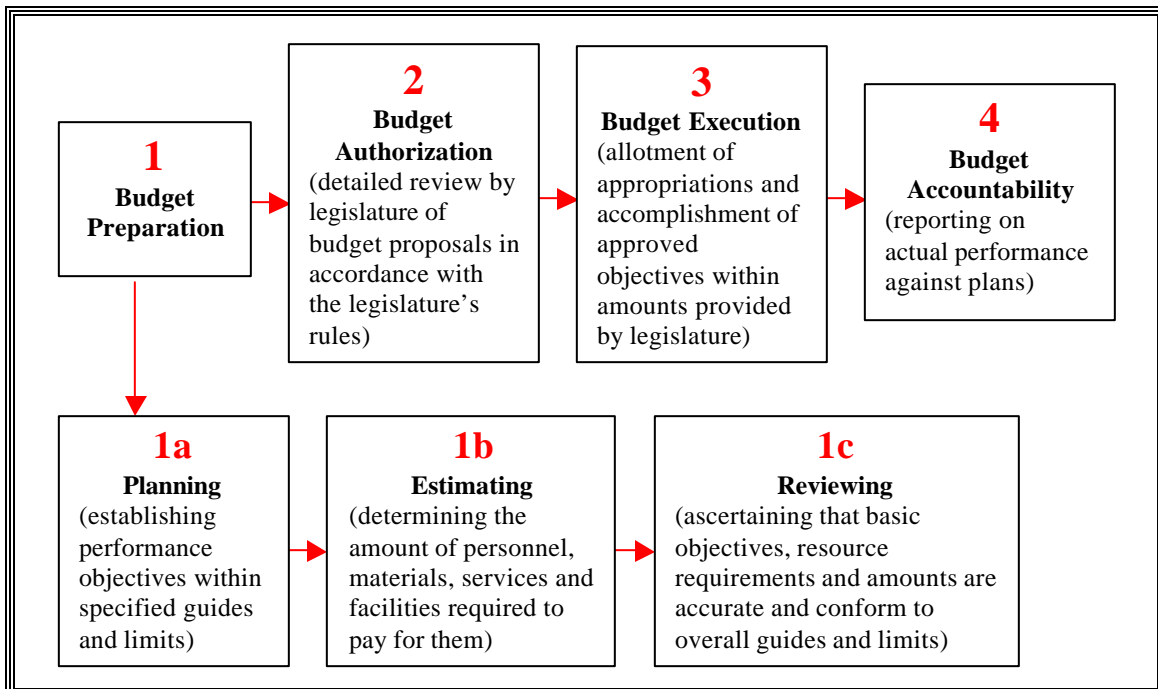 1
Budget
Preparation
2
Budget
Authorization
(detailed review by
legislature of
budget proposals in
accordance with
the legislature’s
rules)
3
Budget Execution
(allotment of
appropriations and
accomplishment of
approved
objectives within
amounts provided
by legislature)
4
Budget
Accountability
(reporting on
actual performance
against plans)
1a
Planning
(establishing
performance
objectives within
specified guides
and limits)
1b
Estimating
(determining the
amount of personnel,
materials, services and
facilities required to
pay for them)
1c
Reviewing
(ascertaining that basic
objectives, resource
requirements and amounts are
accurate and conform to
overall guides and limits)